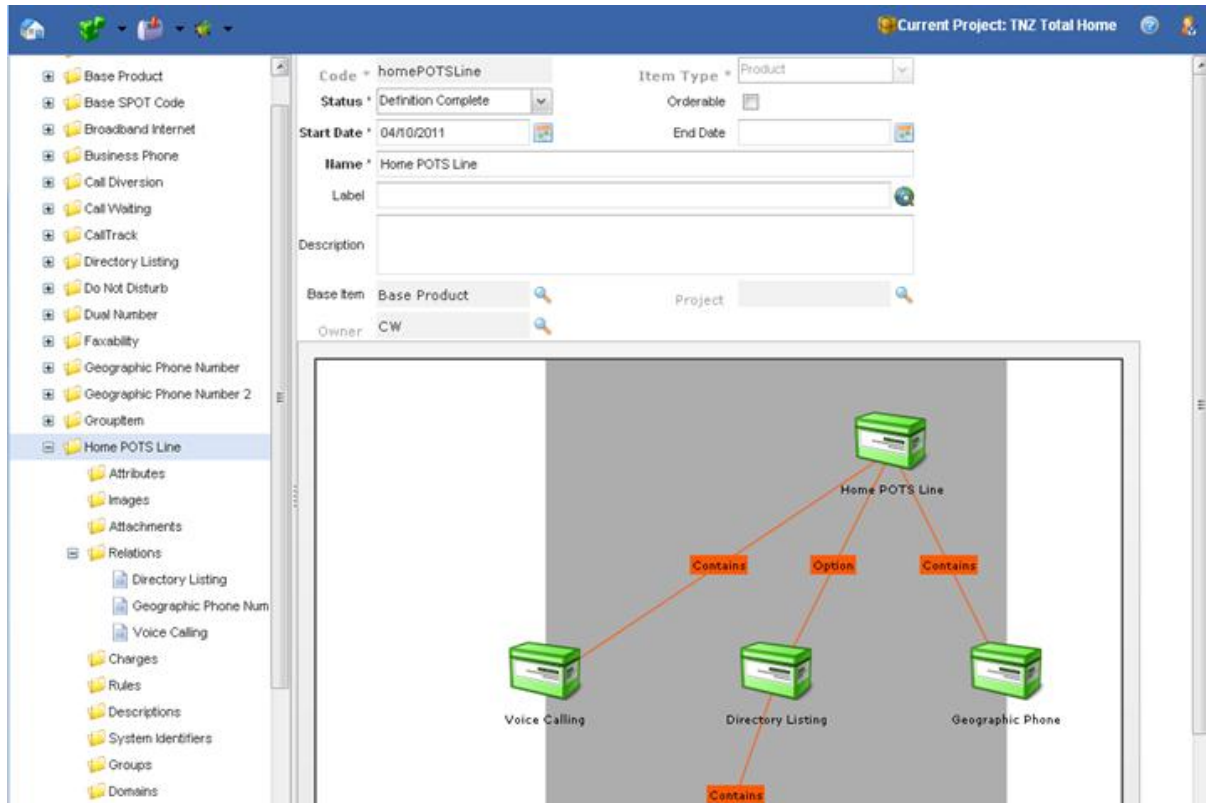 Current Project: TNZ Total Home
Base Product
Base SPOT Code
Broadband Internet
Business Phone
Call Diversion
Call Waiting
CallTrack
Directory Listing
Do Not Disturb
Dual Number
Faxability
Geographic Phone Number
Geographic Phone Number 2
GroupItem
Home POTS Line
Attributes
Images
Attachments
Relations
Directory Listing
Geographic Phone Num
Voice Calling
Charges
Rules
Descriptions
System Identifiers
Groups
Domains
Code * homePOTSLine Item Type * Product
Status * Definition Complete Orderable
Start Date * 04/10/2011 End Date
Name * Home POTS Line
Label
Description
Base Item Base Product Project
Owner CW
Home POTS Line
Contains Option Contains
Voice Calling Directory Listing Geographic Phone
Contains